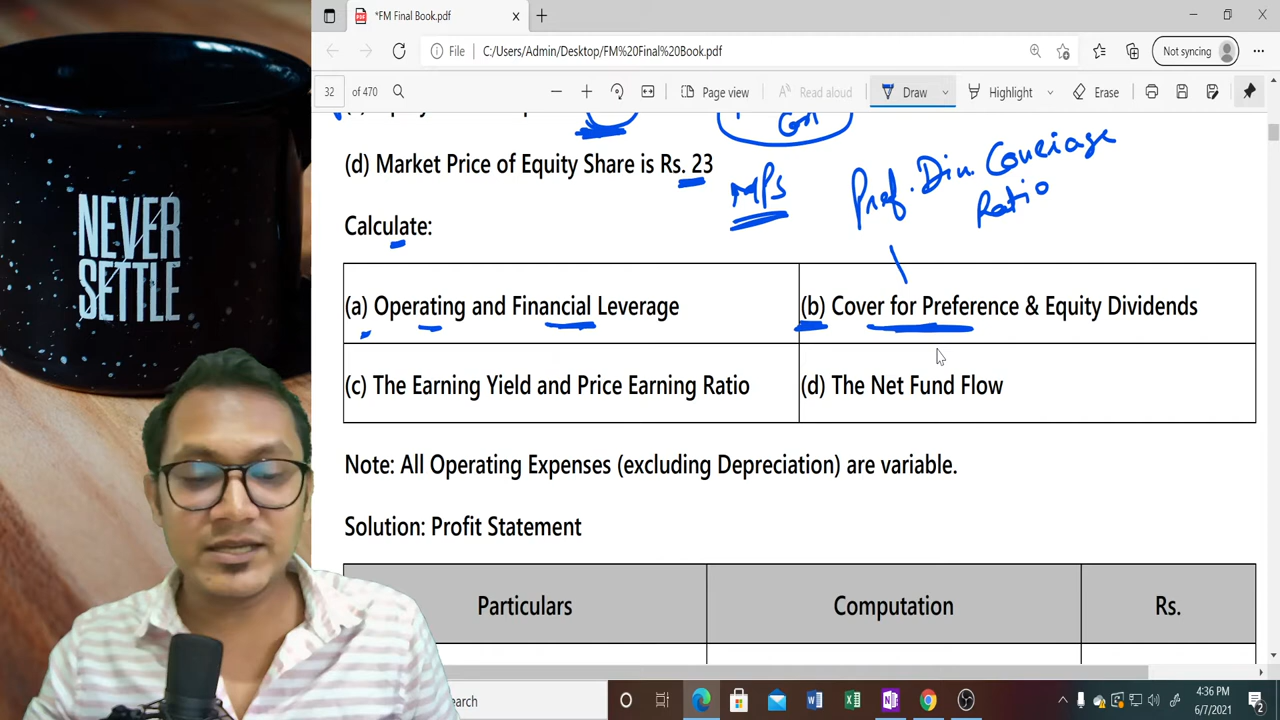 *FM Final Book.pdf
File C:/Users/Admin/Desktop/FM%20Final%20Book.pdf Not syncing
32 of 470 Page view Read aloud Draw Highlight Erase
(d) Market Price of Equity Share is Rs. 23
MPS
Pref. Div. Coverage
Ratio
Calculate:
(a) Operating and Financial Leverage
(b) Cover for Preference & Equity Dividends
(c) The Earning Yield and Price Earning Ratio
(d) The Net Fund Flow
Note: All Operating Expenses (excluding Depreciation) are variable.
Solution: Profit Statement
Particulars Computation Rs.
NEVER
SETTLE
search
4:36 PM
6/7/2021